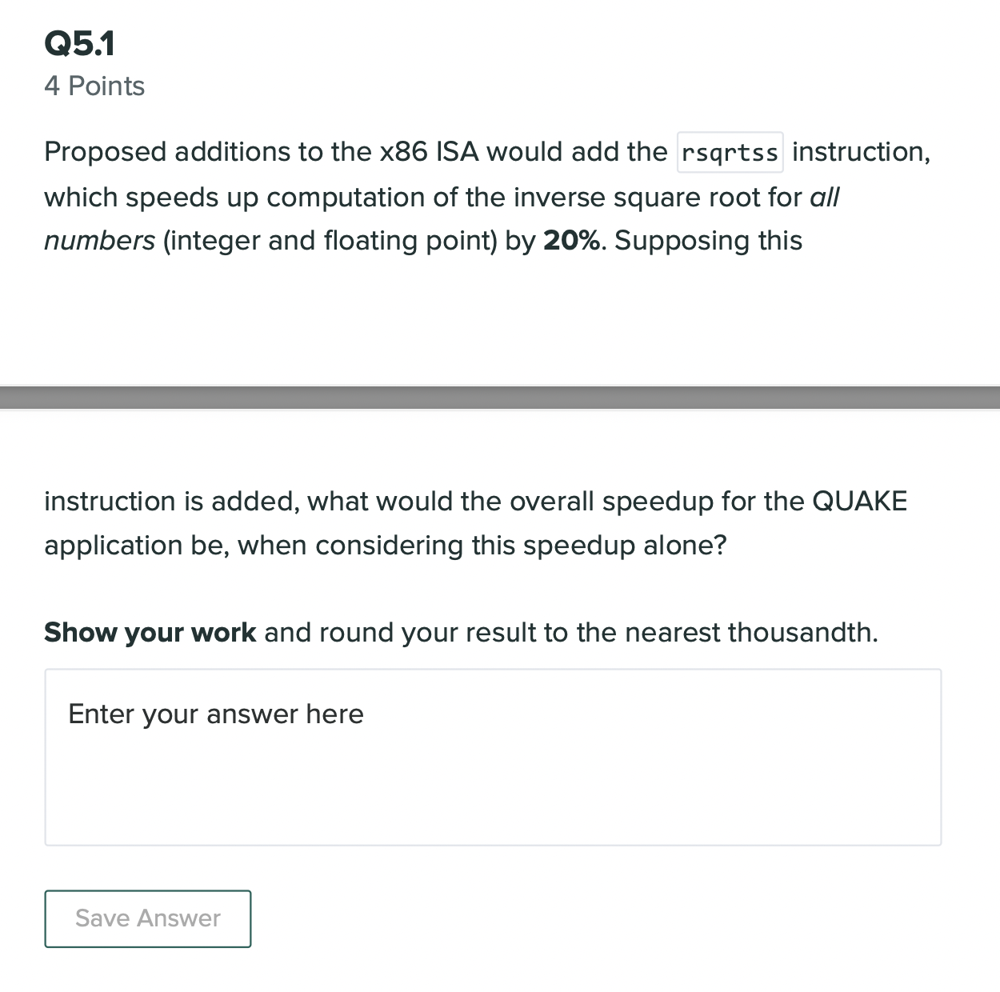 Q5.1
4 Points
Proposed additions to the x86 ISA would add the rsqrtss instruction,
which speeds up computation of the inverse square root for all
numbers (integer and floating point) by 20%. Supposing this
instruction is added, what would the overall speedup for the QUAKE
application be, when considering this speedup alone?
Show your work and round your result to the nearest thousandth.
Enter your answer here
Save Answer